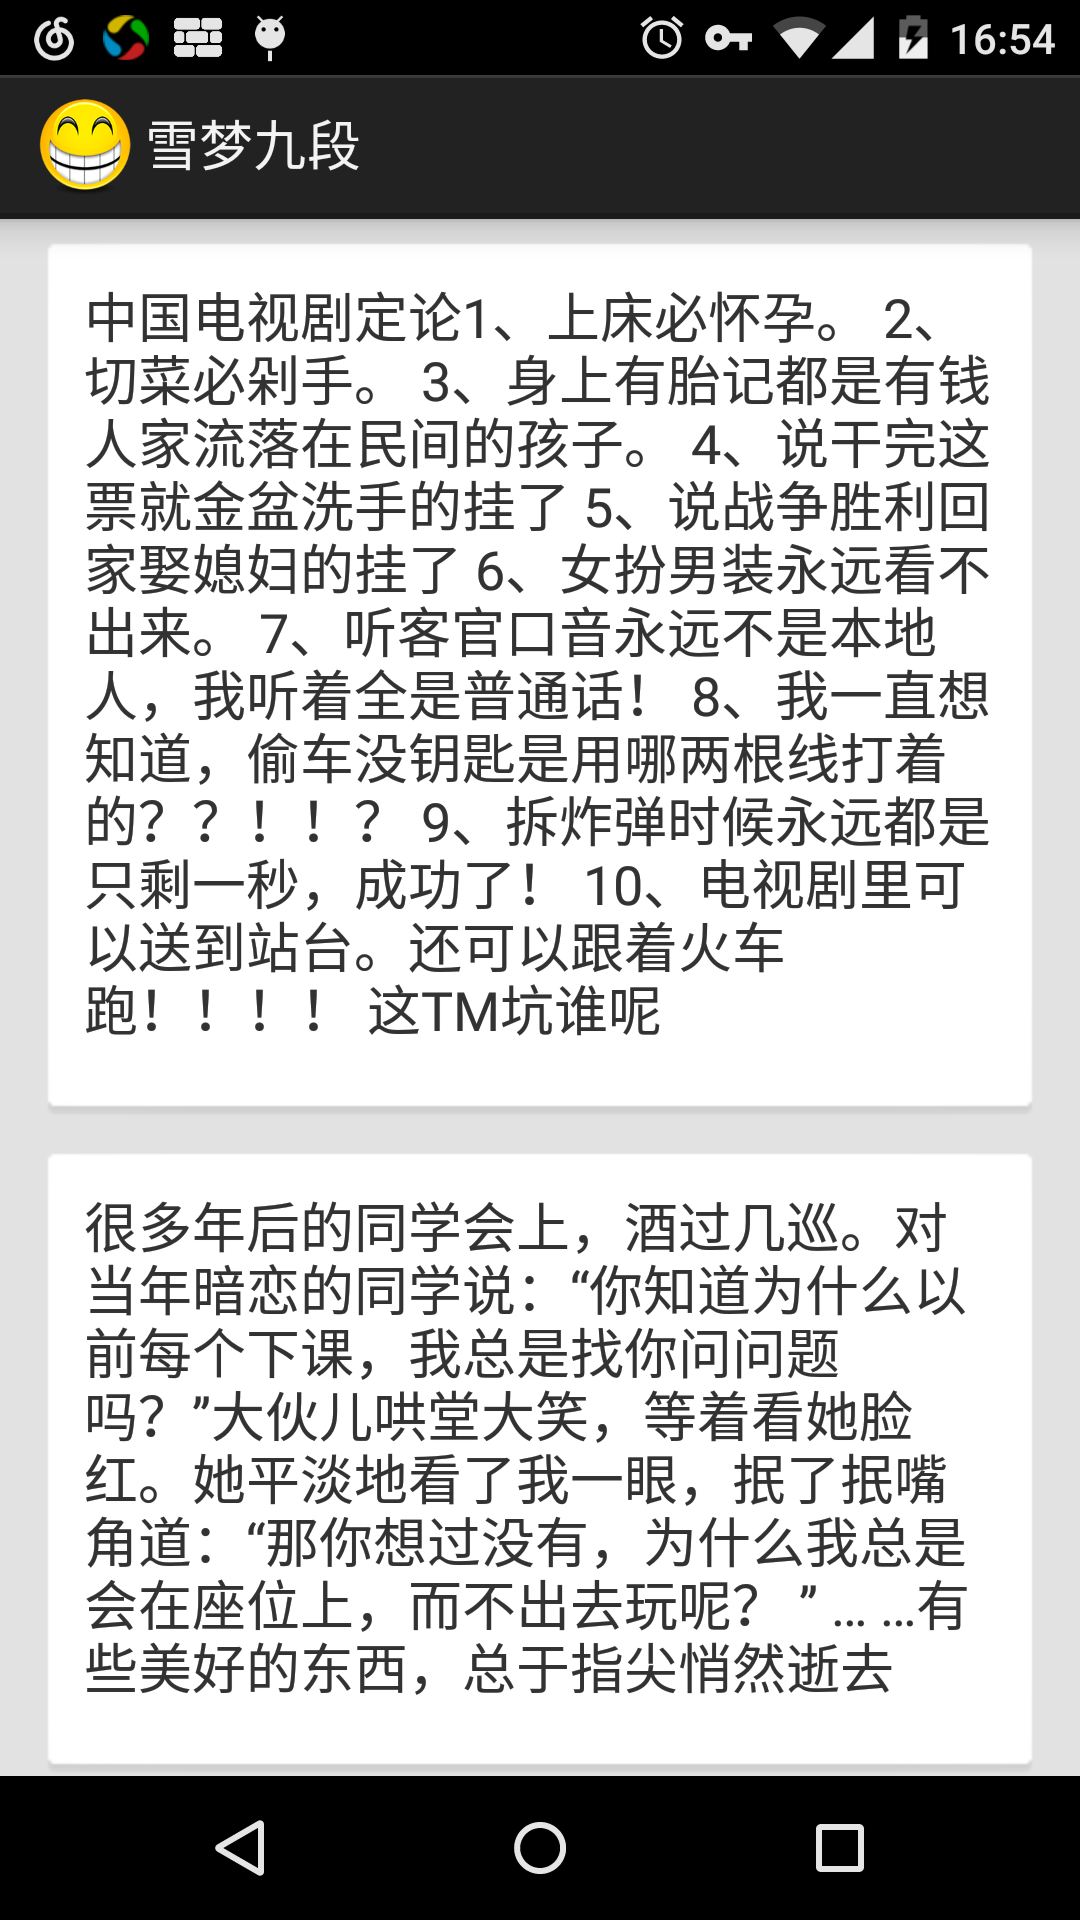 16:54
雪梦九段
中国电视剧定论1、上床必怀孕。 2、
切菜必剁手。 3、身上有胎记都是有钱
人家流落在民间的孩子。 4、说干完这
票就金盆洗手的挂了 5、说战争胜利回
家娶媳妇的挂了 6、女扮男装永远看不
出来。 7、听客官口音永远不是本地
人，我听着全是普通话！ 8、我一直想
知道，偷车没钥匙是用哪两根线打着
的？？！！？ 9、拆炸弹时候永远都是
只剩一秒，成功了！ 10、电视剧里可
以送到站台。还可以跟着火车
跑！！！！ 这TM坑谁呢
很多年后的同学会上，酒过几巡。对
当年暗恋的同学说：“你知道为什么以
前每个下课，我总是找你问问题
吗？”大伙儿哄堂大笑，等着看她脸
红。她平淡地看了我一眼，抿了抿嘴
角道：“那你想过没有，为什么我总是
会在座位上，而不出去玩呢？ ” ... ...有
些美好的东西，总于指尖悄然逝去